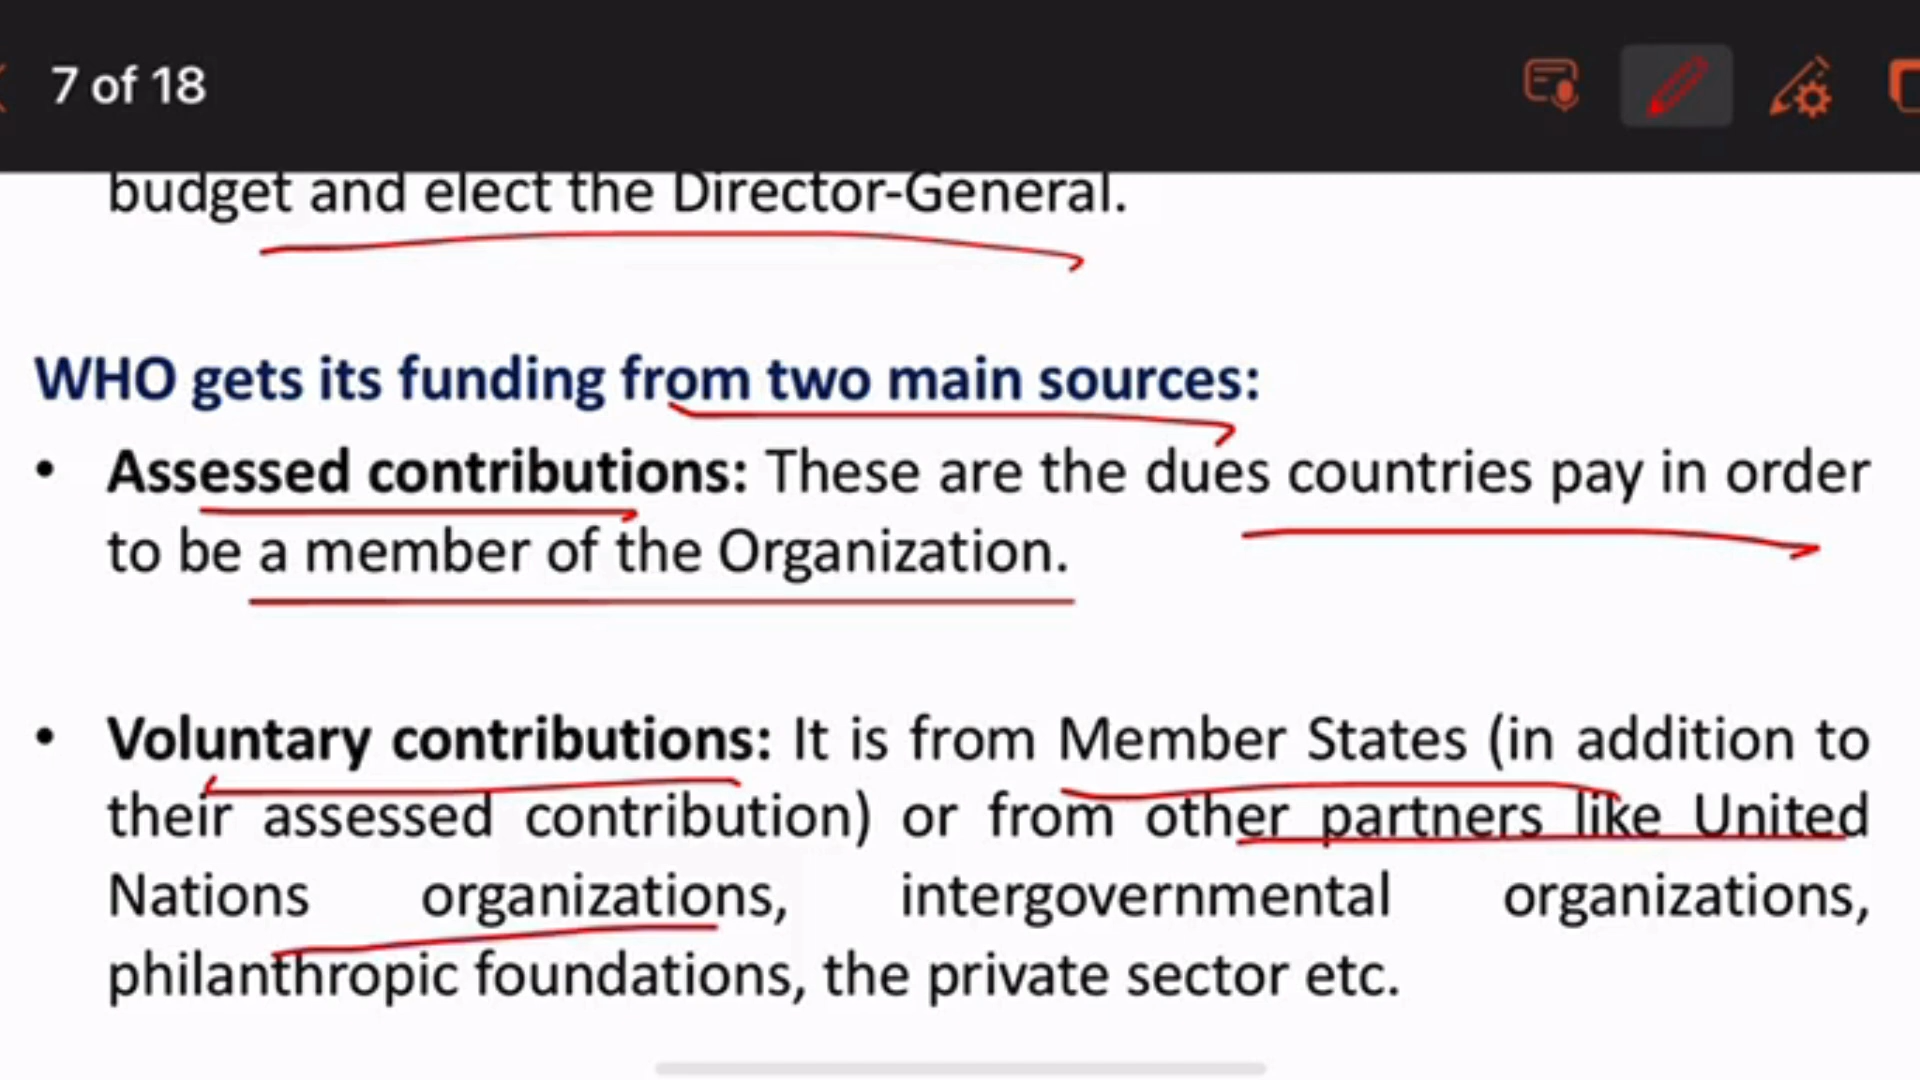 7 of 18
budget and elect the Director-General.
WHO gets its funding from two main sources:
• Assessed contributions: These are the dues countries pay in order
to be a member of the Organization.
• Voluntary contributions: It is from Member States (in addition to
their assessed contribution) or from other partners like United
Nations organizations, intergovernmental organizations,
philanthropic foundations, the private sector etc.